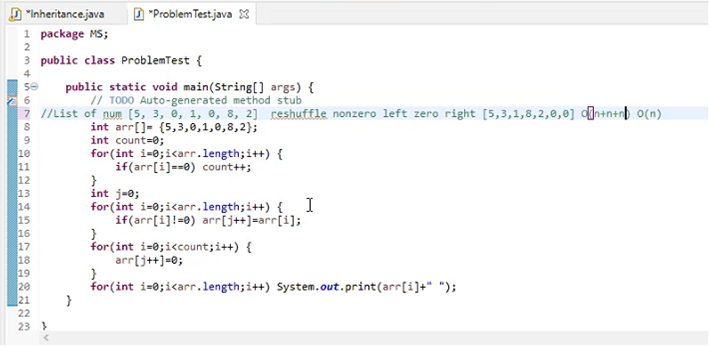 *Inheritance.java *ProblemTest.java
1 package MS;
2
3 public class ProblemTest {
4
5 public static void main(String[] args) {
6 // TODO Auto-generated method stub
7 //List of num [5, 3, 0, 1, 0, 8, 2]  reshuffle nonzero left zero right [5,3,1,8,2,0,0] O(n+n+n) O(n)
8 int arr[]= {5,3,0,1,0,8,2};
9 int count=0;
10 for(int i=0;i<arr.length;i++) {
11 if(arr[i]==0) count++;
12 }
13 int j=0;
14 for(int i=0;i<arr.length;i++) {
15 if(arr[i]!=0) arr[j++]=arr[i];
16 }
17 for(int i=0;i<count;i++) {
18 arr[j++]=0;
19 }
20 for(int i=0;i<arr.length;i++) System.out.print(arr[i]+" ");
21 }
22
23 }